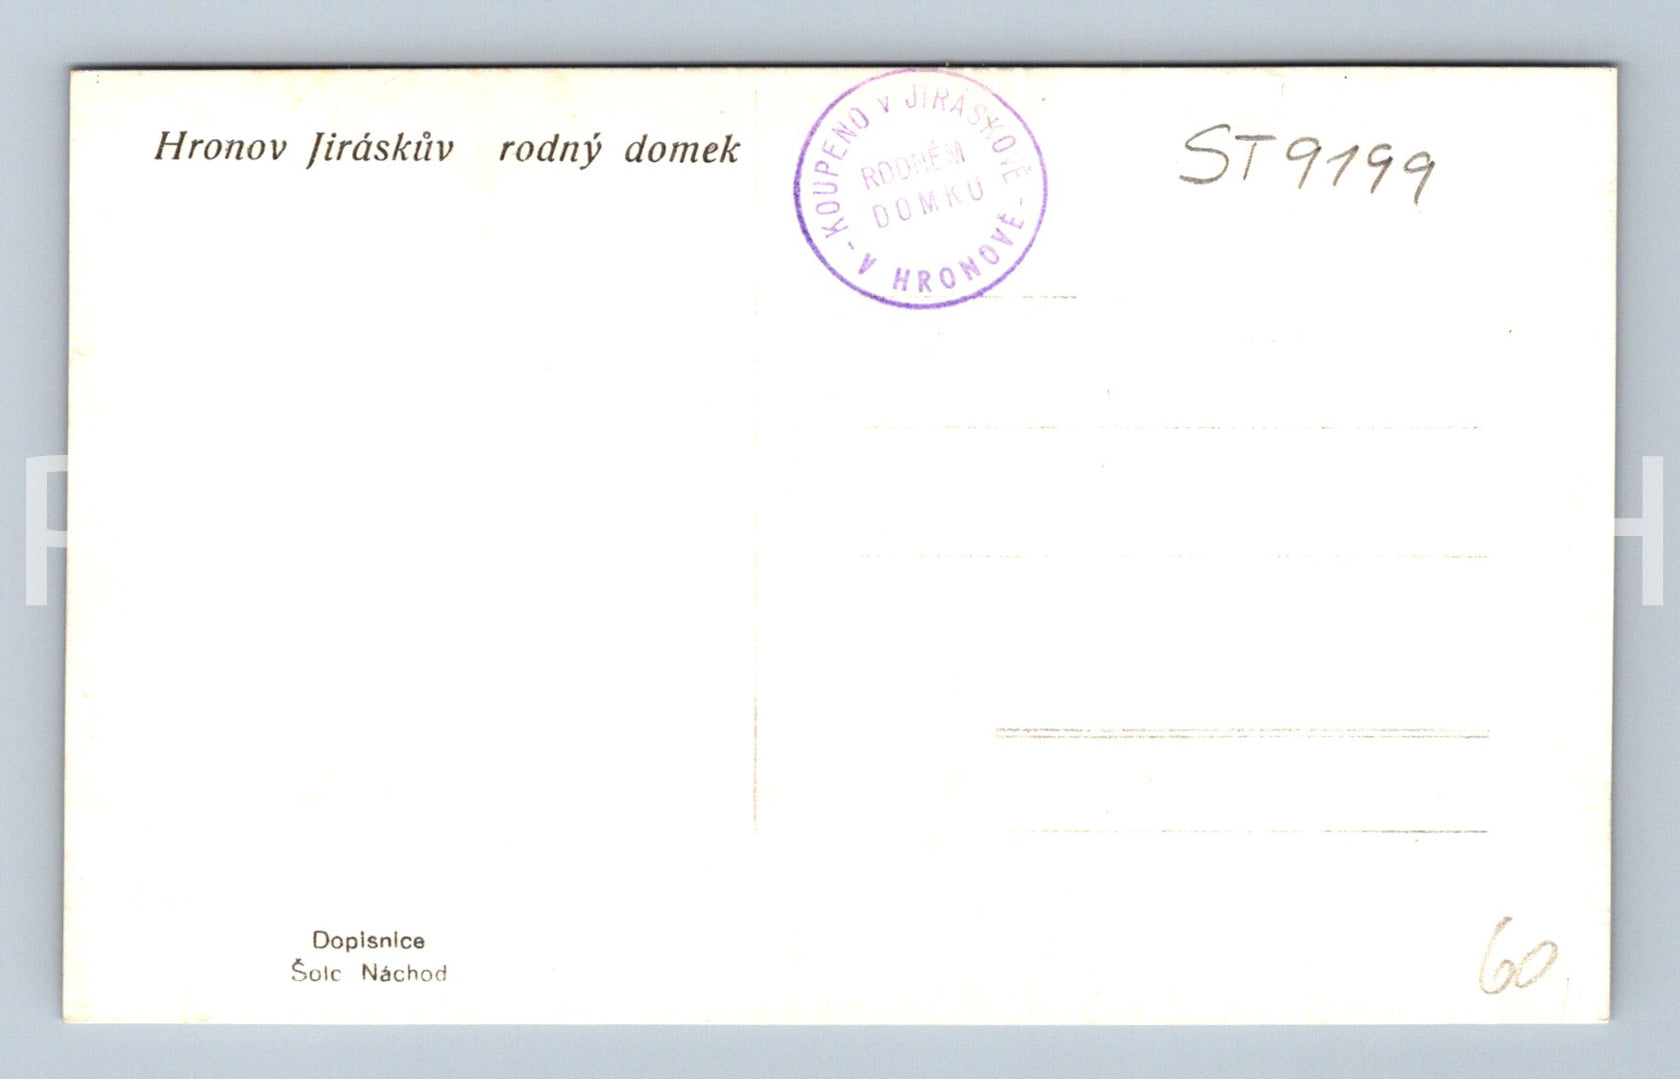 Hronov Jiráskův rodný domek
- KOUPENO V JIRÁSKOVĚ -
RODNÉM
DOMKU
V HRONOVĚ
ST9199
Dopisnice
Šolc Náchod
60